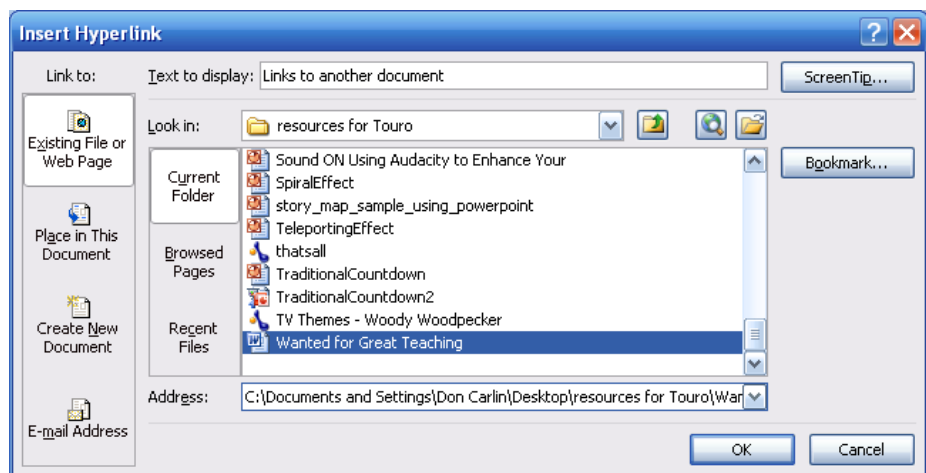 Insert Hyperlink
Link to:
Text to display: Links to another document
ScreenTip...
Existing File or
Web Page
Place in This
Document
Create New
Document
E-mail Address
Look in: resources for Touro
Current
Folder
Browsed
Pages
Recent
Files
Sound ON Using Audacity to Enhance Your
SpiralEffect
story_map_sample_using_powerpoint
TeleportingEffect
thatsall
TraditionalCountdown
TraditionalCountdown2
TV Themes - Woody Woodpecker
Wanted for Great Teaching
Bookmark...
Address: C:\Documents and Settings\Don Carlin\Desktop\resources for Touro\War
OK
Cancel